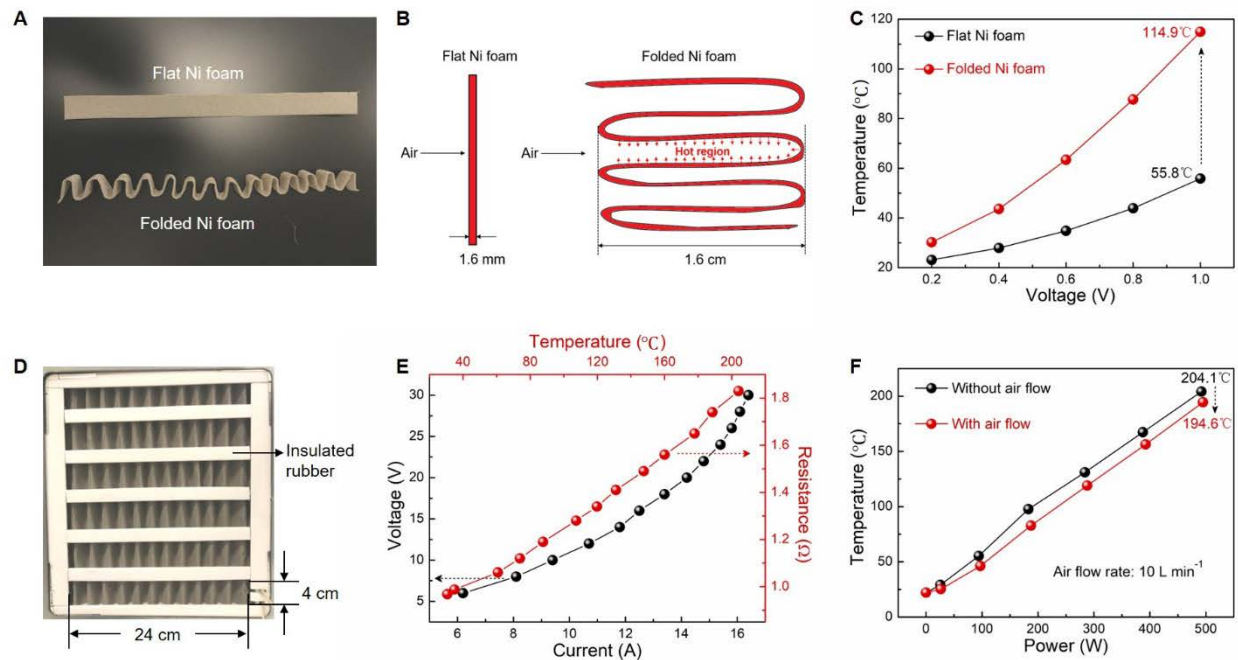 A
Flat Ni foam
Folded Ni foam
B
Flat Ni foam
Folded Ni foam
Air
Air
Hot region
1.6 mm
1.6 cm
C
Temperature (℃)
120
100
80
60
40
20
Flat Ni foam
Folded Ni foam
114.9℃
55.8℃
0.2 0.4 0.6 0.8 1.0
Voltage (V)
D
Insulated
rubber
4 cm
24 cm
E
Temperature (℃)
40 80 120 160 200
Voltage (V)
30
25
20
15
10
5
1.8
1.6
1.4
1.2
1.0
Resistance (Ω)
6 8 10 12 14 16
Current (A)
F
Temperature (℃)
200
150
100
50
0
Without air flow
With air flow
204.1℃
194.6℃
Air flow rate: 10 L min⁻¹
0 100 200 300 400 500
Power (W)